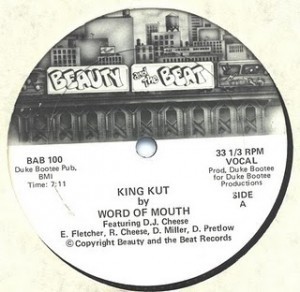 BEAUTY and the BEAT
BAB 100
Duke Bootee Pub,
BMI
Time: 7:11
33 1/3 RPM
VOCAL
Prod, Duke Bootee
for Duke Bootee
Productions
SIDE
A
KING KUT
by
WORD OF MOUTH
Featuring D.J. Cheese
E. Fletcher, R. Cheese, D. Miller, D. Pretlow
© Copyright Beauty and the Beat Records